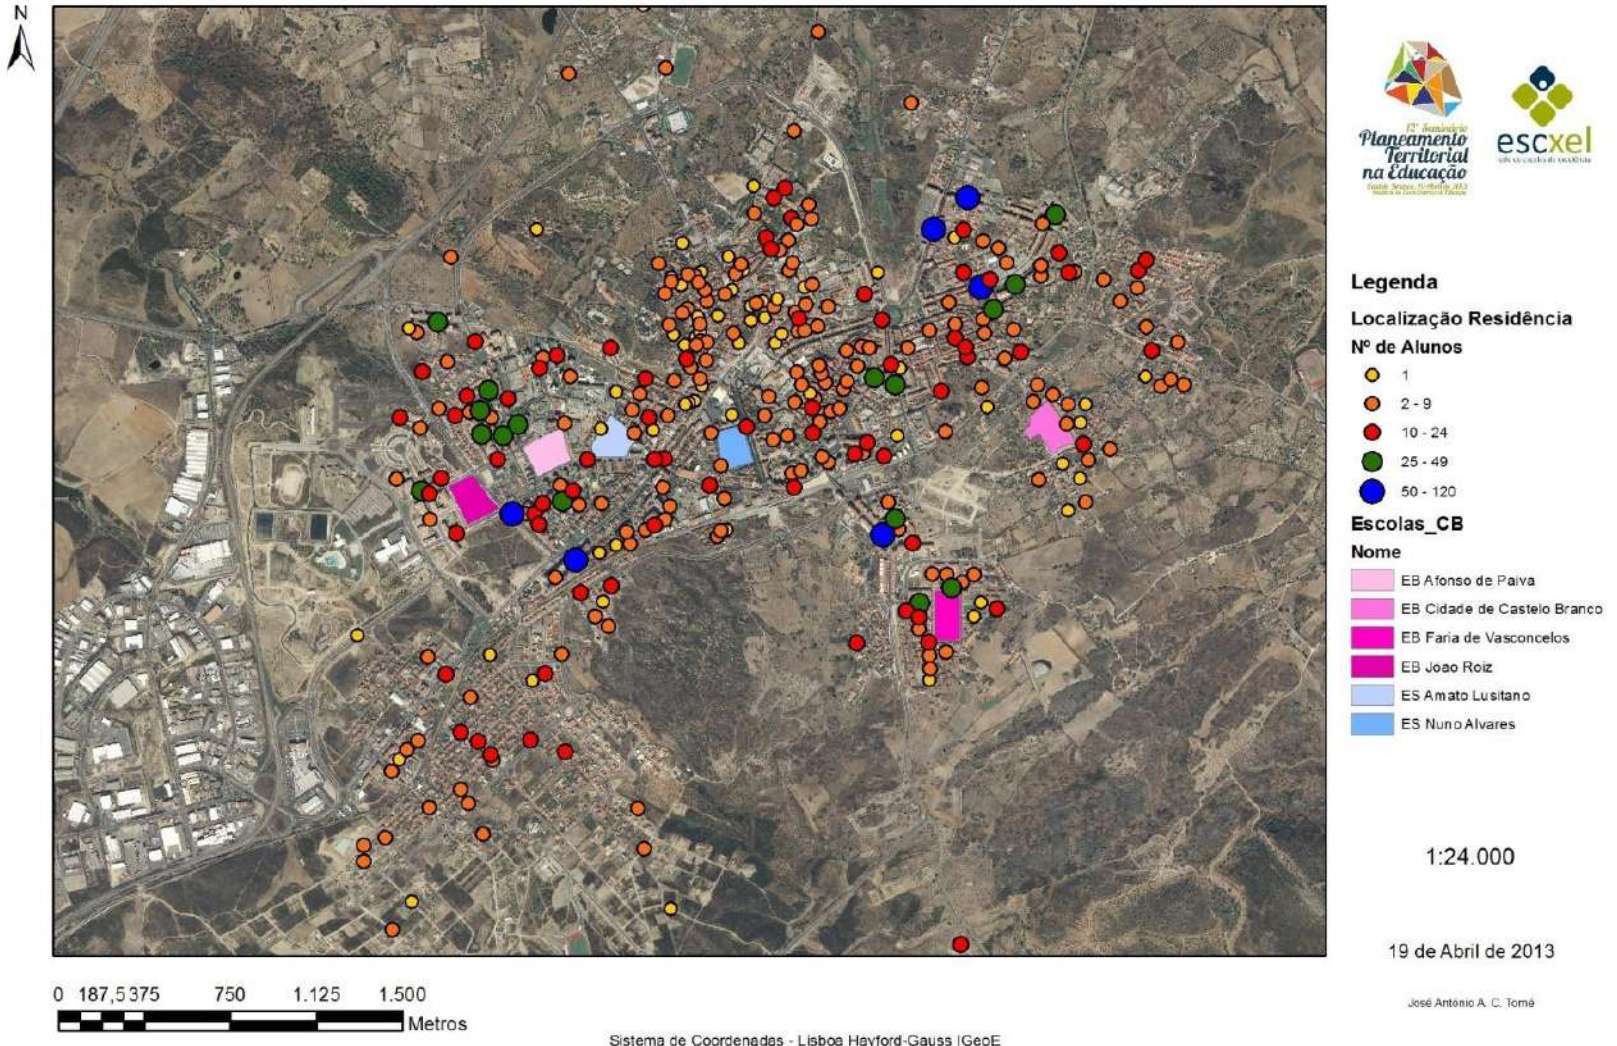 N
12º Seminário
Planeamento
Territorial
na Educação
escxel
Legenda
Localização Residência
Nº de Alunos
1
2 - 9
10 - 24
25 - 49
50 - 120
Escolas_CB
Nome
EB Afonso de Paiva
EB Cidade de Castelo Branco
EB Faria de Vasconcelos
EB Joao Roiz
ES Amato Lusitano
ES Nuno Alvares
1:24.000
19 de Abril de 2013
José António A. C. Tomé
0 187,5 375 750 1.125 1.500
Metros
Sistema de Coordenadas - Lisboa Hayford-Gauss IGeoE